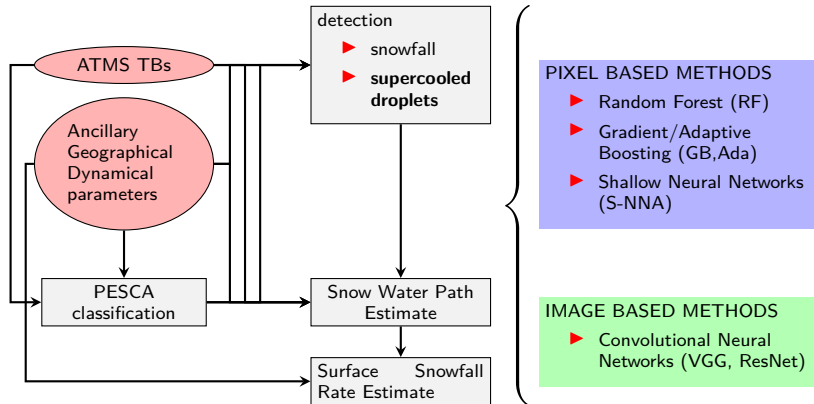 ATMS TBs
Ancillary
Geographical
Dynamical
parameters
PESCA
classification
detection
snowfall
supercooled
droplets
Snow Water Path
Estimate
Surface Snowfall
Rate Estimate
PIXEL BASED METHODS
Random Forest (RF)
Gradient/Adaptive
Boosting (GB,Ada)
Shallow Neural Networks
(S-NNA)
IMAGE BASED METHODS
Convolutional Neural
Networks (VGG, ResNet)